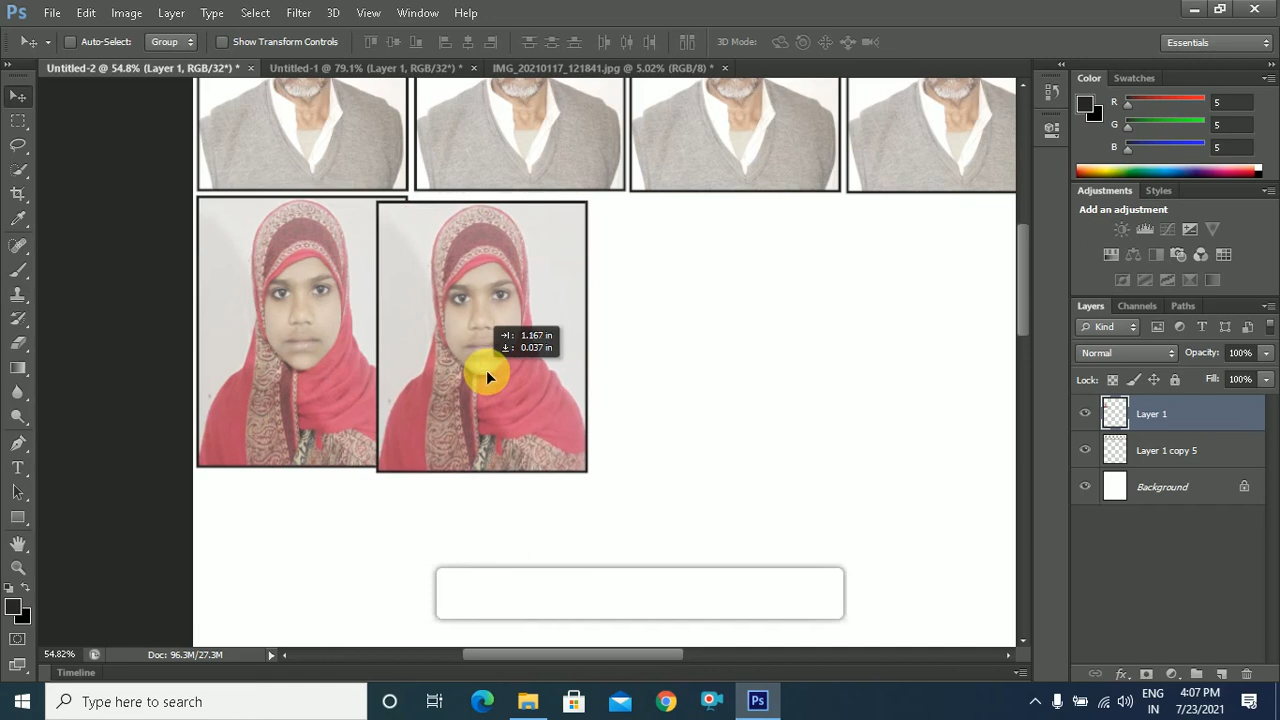 Ps File Edit Image Layer Type Select Filter 3D View Window Help
Auto-Select: Group Show Transform Controls 3D Mode: Essentials
Untitled-2 @ 54.8% (Layer 1, RGB/32*) * × Untitled-1 @ 79.1% (Layer 1, RGB/32*) * × IMG_20210117_121841.jpg @ 5.02% (RGB/8) * ×
Color Swatches
R 5
G 5
B 5
Adjustments Styles
Add an adjustment
Layers Channels Paths
Kind
Normal Opacity: 100%
Lock: Fill: 100%
Layer 1
Layer 1 copy 5
Background
1.167 in
0.037 in
54.82% Doc: 96.3M/27.3M
Timeline
Type here to search
ENG
IN
4:07 PM
7/23/2021